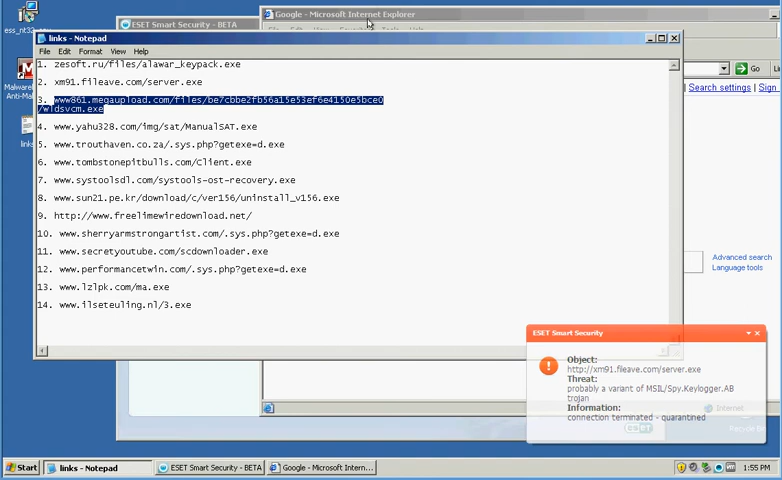 Google - Microsoft Internet Explorer
ESET Smart Security - BETA
links - Notepad
File Edit Format View Help
1. zesoft.ru/files/alawar_keypack.exe
2. xm91.fileave.com/server.exe
3. www861.megaupload.com/files/be7cbbe2fb56a15e53ef6e4150e5bce0
/wldsvcm.exe
4. www.yahu328.com/img/sat/ManualSAT.exe
5. www.trouthaven.co.za/.sys.php?getexe=d.exe
6. www.tombstonepitbulls.com/Client.exe
7. www.systoolsdl.com/systools-ost-recovery.exe
8. www.sun21.pe.kr/download/c/ver156/uninstall_v156.exe
9. http://www.freelimewiredownload.net/
10. www.sherryarmstrongartist.com/.sys.php?getexe=d.exe
11. www.secretyoutube.com/scdownloader.exe
12. www.performancetwin.com/.sys.php?getexe=d.exe
13. www.lzlpk.com/ma.exe
14. www.ilseteuling.nl/3.exe
ess_nt32
Malware
Anti-Mal
links
Go
Search settings | Sign
Advanced search
Language tools
ESET Smart Security
Object:
http://xm91.fileave.com/server.exe
Threat:
probably a variant of MSIL/Spy.Keylogger.AB
trojan
Information:
connection terminated - quarantined
Internet
eset
Recycle
Start
links - Notepad
ESET Smart Security - BETA
Google - Microsoft Intern...
1:55 PM